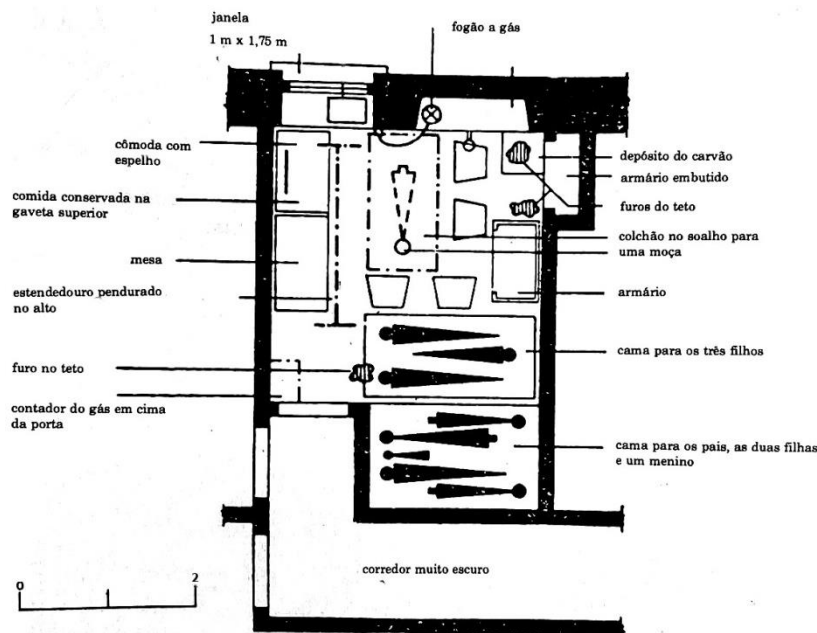 janela
1 m x 1,75 m
fogão a gás
cômoda com
espelho
comida conservada na
gaveta superior
mesa
estendedouro pendurado
no alto
furo no teto
contador do gás em cima
da porta
depósito do carvão
armário embutido
furos do teto
colchão no soalho para
uma moça
armário
cama para os três filhos
cama para os pais, as duas filhas
e um menino
corredor muito escuro
0
1
2